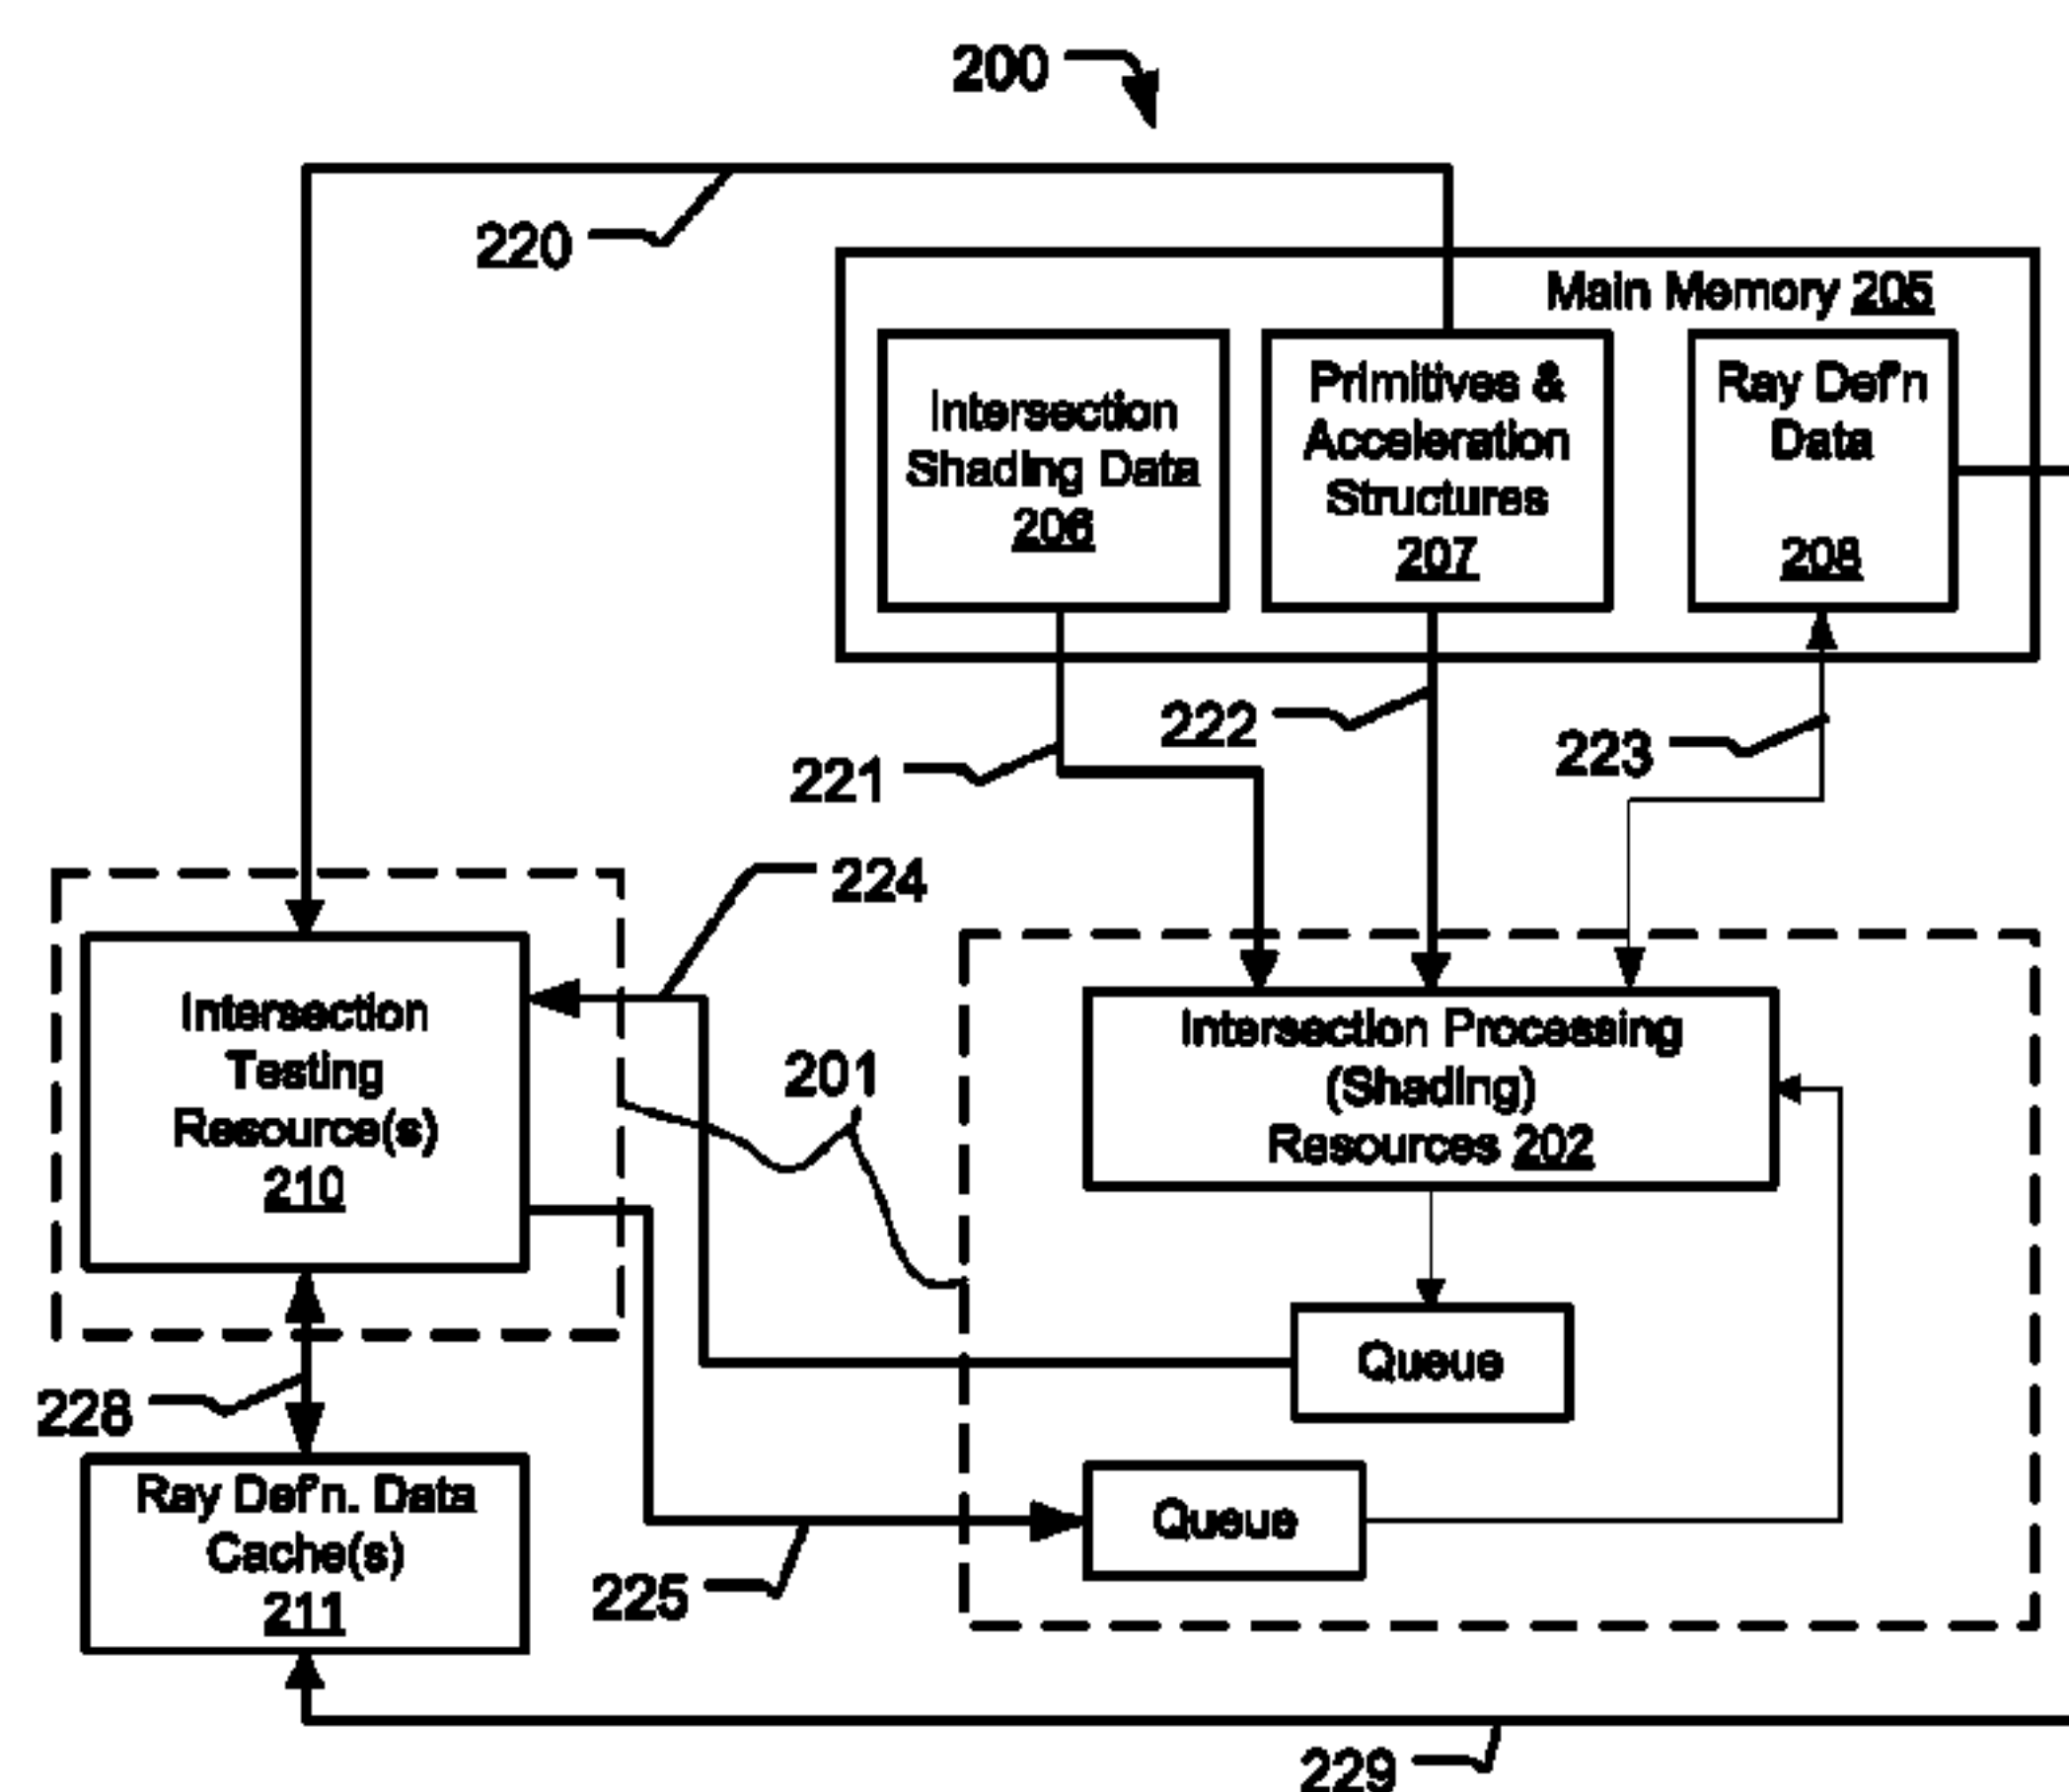 200
220
Main Memory 205
Intersection
Shading Data
206
Primitives &
Acceleration
Structures
207
Ray Def'n
Data
208
222
223
221
224
Intersection
Testing
Resource(s)
210
201
Intersection Processing
(Shading)
Resources 202
Queue
228
Ray Def'n. Data
Cache(s)
211
Queue
225
229